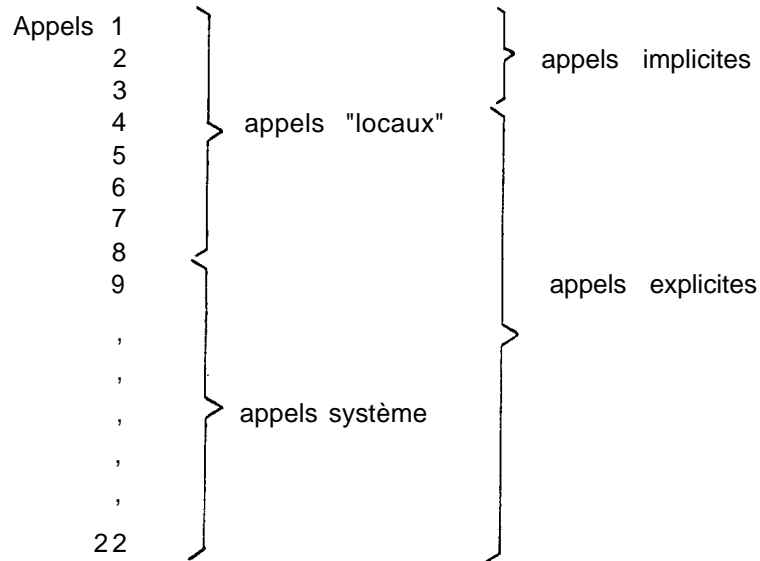 Appels 1
2
appels implicites
3
4
appels "locaux"
5
6
7
8
9
appels explicites
,
,
,
appels système
,
,
22